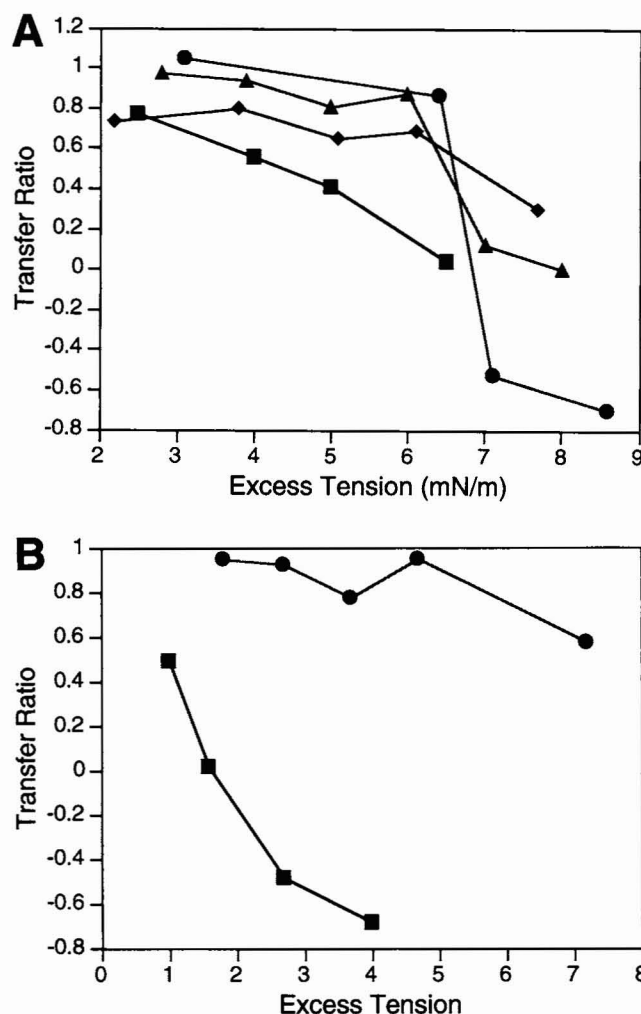 A
1.2
1
0.8
0.6
0.4
0.2
0
-0.2
-0.4
-0.6
-0.8
Transfer Ratio
2 3 4 5 6 7 8 9
Excess Tension (mN/m)
B
1
0.8
0.6
0.4
0.2
0
-0.2
-0.4
-0.6
-0.8
Transfer Ratio
0 1 2 3 4 5 6 7 8
Excess Tension